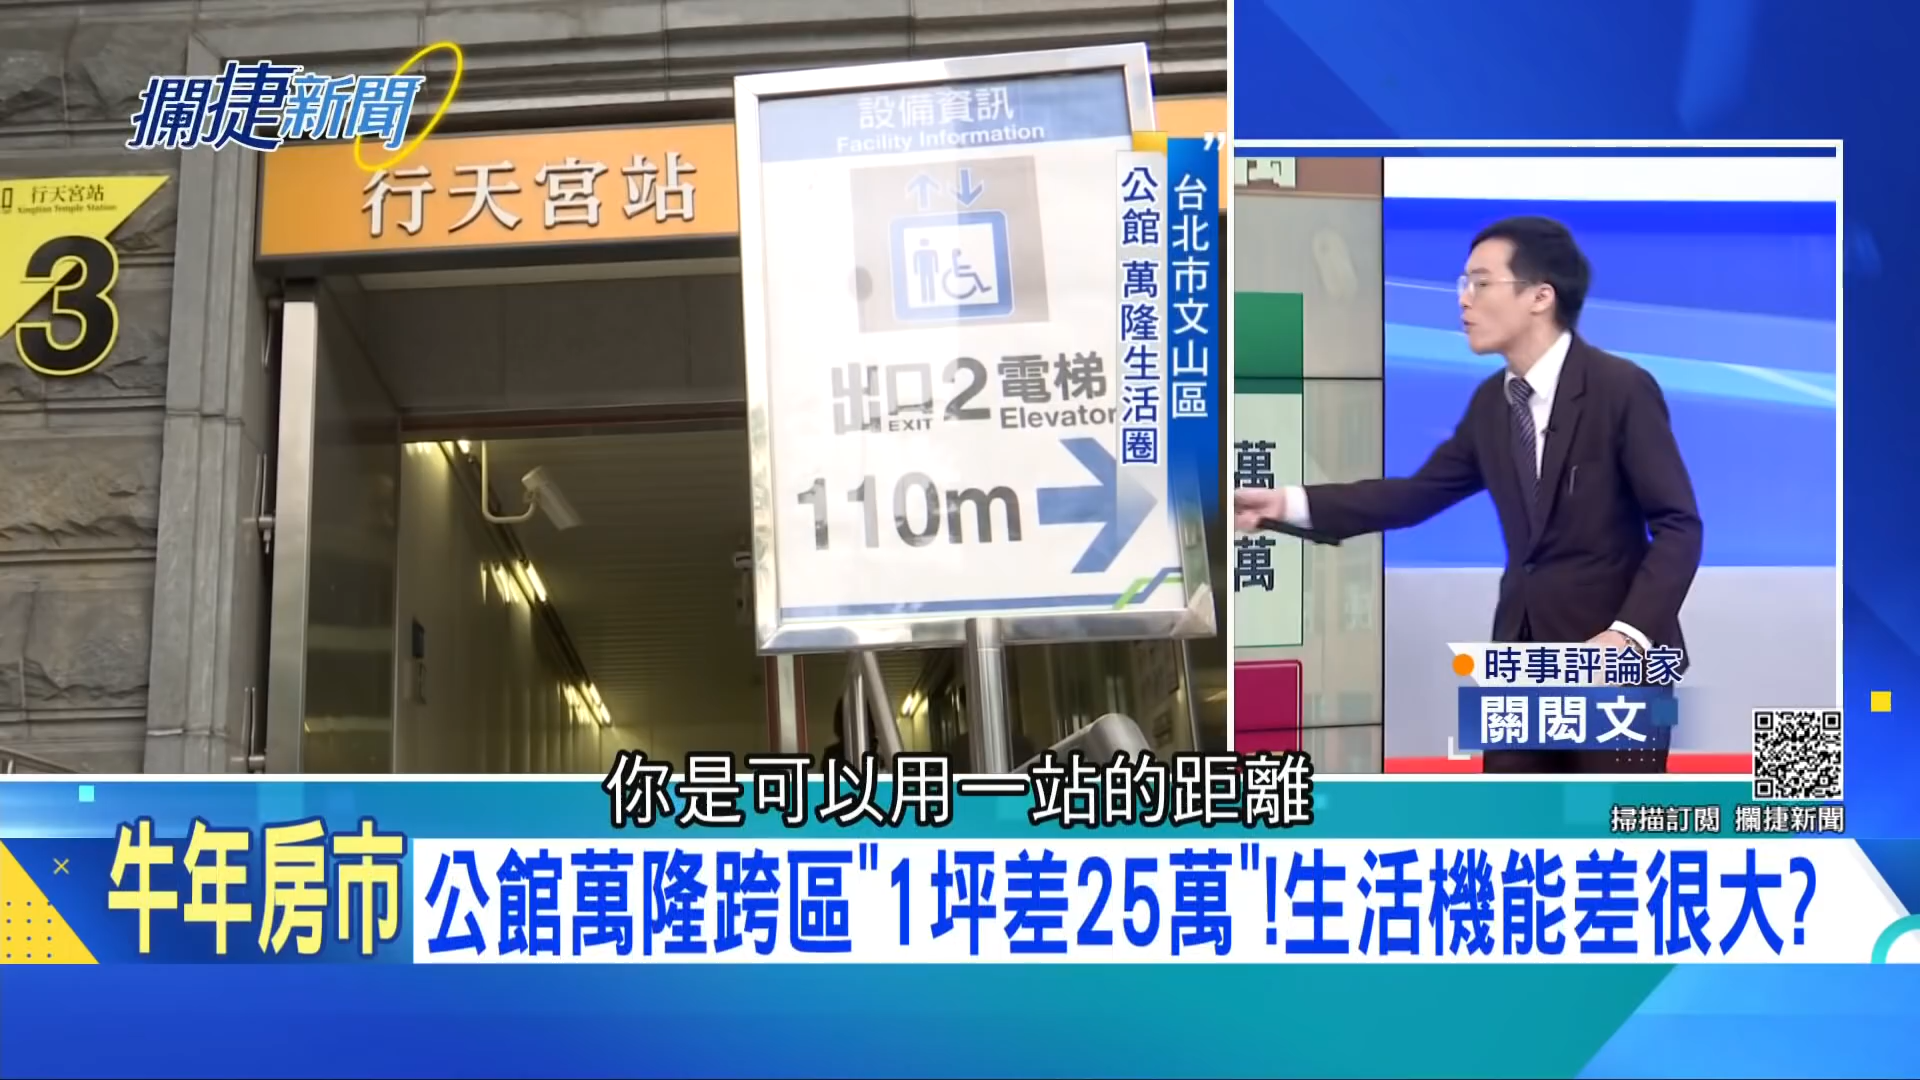 攔捷新聞
行天宮站
Xingtian Temple Station
3
行天宮站
設備資訊
Facility Information
出口2電梯
EXIT
Elevator
110m
台北市文山區
公館 萬隆生活圈
萬
萬
時事評論家
關閎文
掃描訂閱 攔捷新聞
你是可以用一站的距離
牛年房市
公館萬隆跨區"1坪差25萬"!生活機能差很大?